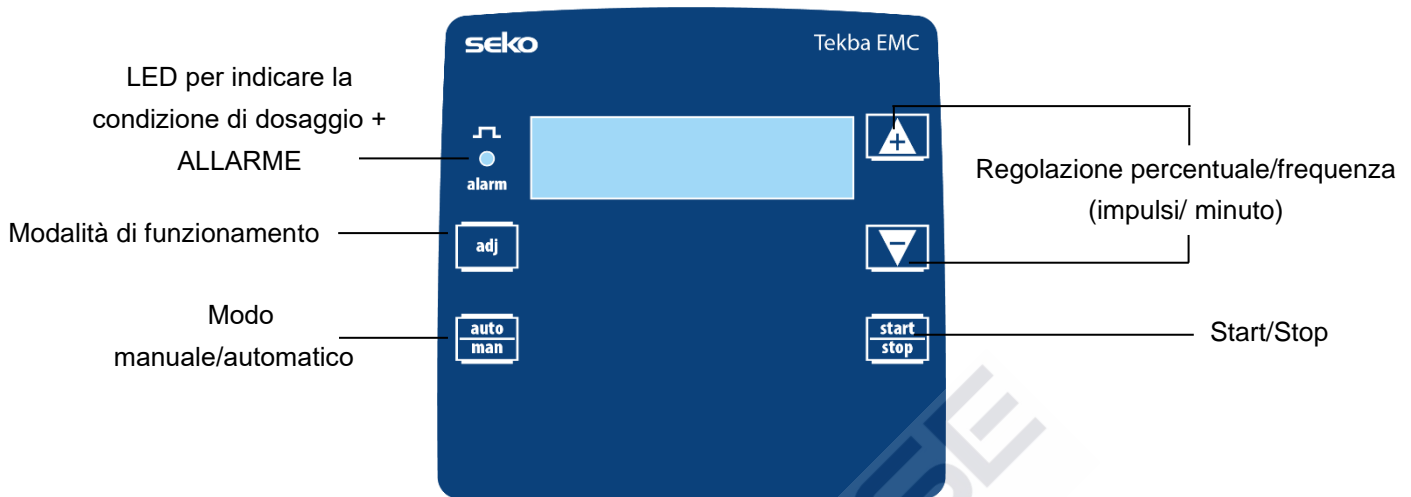 seko
Tekba EMC
LED per indicare la
condizione di dosaggio +
ALLARME
alarm
+
Regolazione percentuale/frequenza
(impulsi/ minuto)
Modalità di funzionamento
adj
−
Modo
manuale/automatico
auto
man
start
stop
Start/Stop